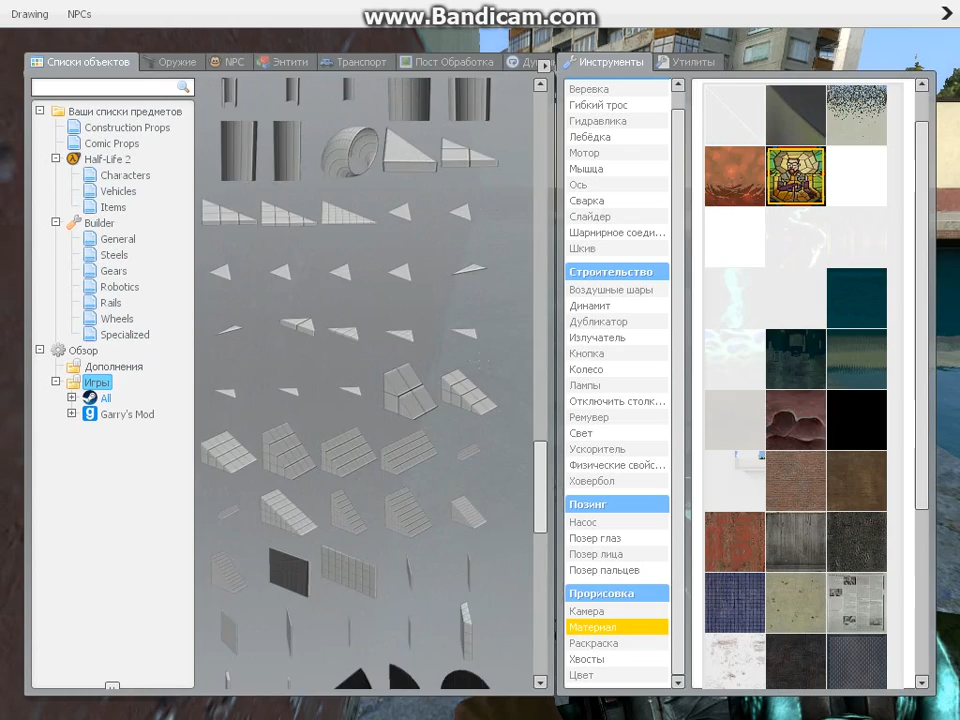 Drawing NPCs
www.Bandicam.com
Списки объектов Оружие NPC Энтити Транспорт Пост Обработка
Инструменты Утилиты
Ваши списки предметов
Construction Props
Comic Props
Half-Life 2
Characters
Vehicles
Items
Builder
General
Steels
Gears
Robotics
Rails
Wheels
Specialized
Обзор
Дополнения
Игры
All
Garry's Mod
Веревка
Гибкий трос
Гидравлика
Лебёдка
Мотор
Мышца
Ось
Сварка
Слайдер
Шарнирное соеди...
Шкив
Строительство
Воздушные шары
Динамит
Дубликатор
Излучатель
Кнопка
Колесо
Лампы
Отключить столк...
Ремувер
Свет
Ускоритель
Физические свойс...
Ховербол
Позинг
Насос
Позер глаз
Позер лица
Позер пальцев
Прорисовка
Камера
Материал
Раскраска
Хвосты
Цвет